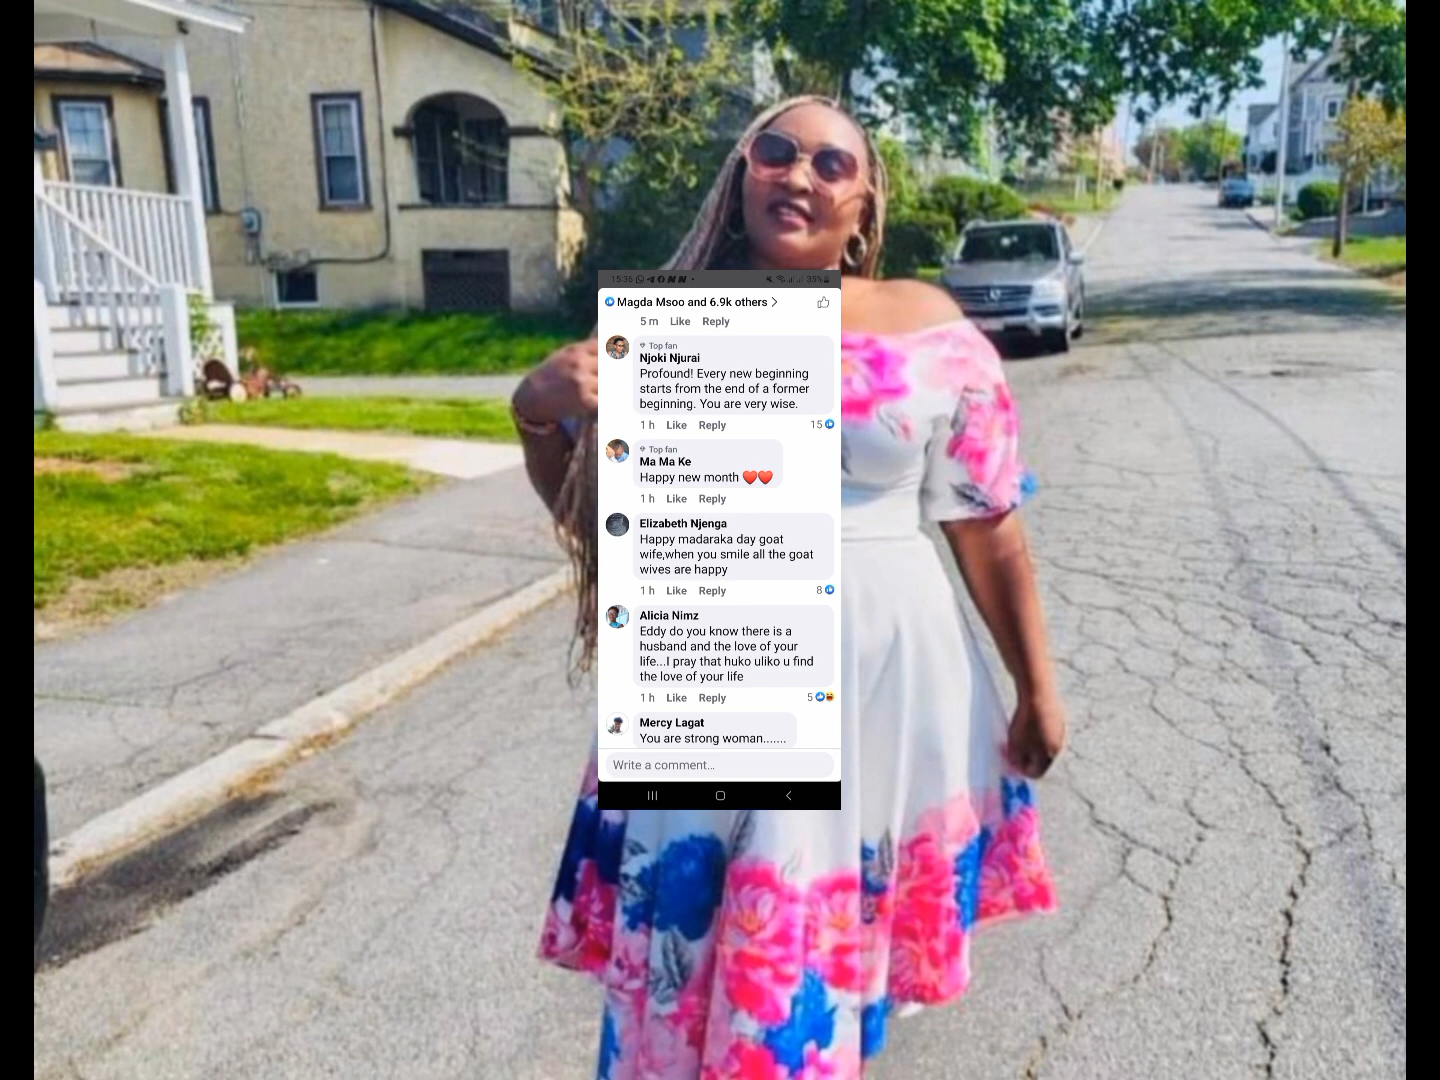 15:36
33%
Magda Msoo and 6.9k others
5 m Like Reply
Top fan
Njoki Njurai
Profound! Every new beginning
starts from the end of a former
beginning. You are very wise.
1 h Like Reply 15
Top fan
Ma Ma Ke
Happy new month ❤️❤️
1 h Like Reply
Elizabeth Njenga
Happy madaraka day goat
wife,when you smile all the goat
wives are happy
1 h Like Reply 8
Alicia Nimz
Eddy do you know there is a
husband and the love of your
life...I pray that huko uliko u find
the love of your life
1 h Like Reply 5
Mercy Lagat
You are strong woman.......
Write a comment...